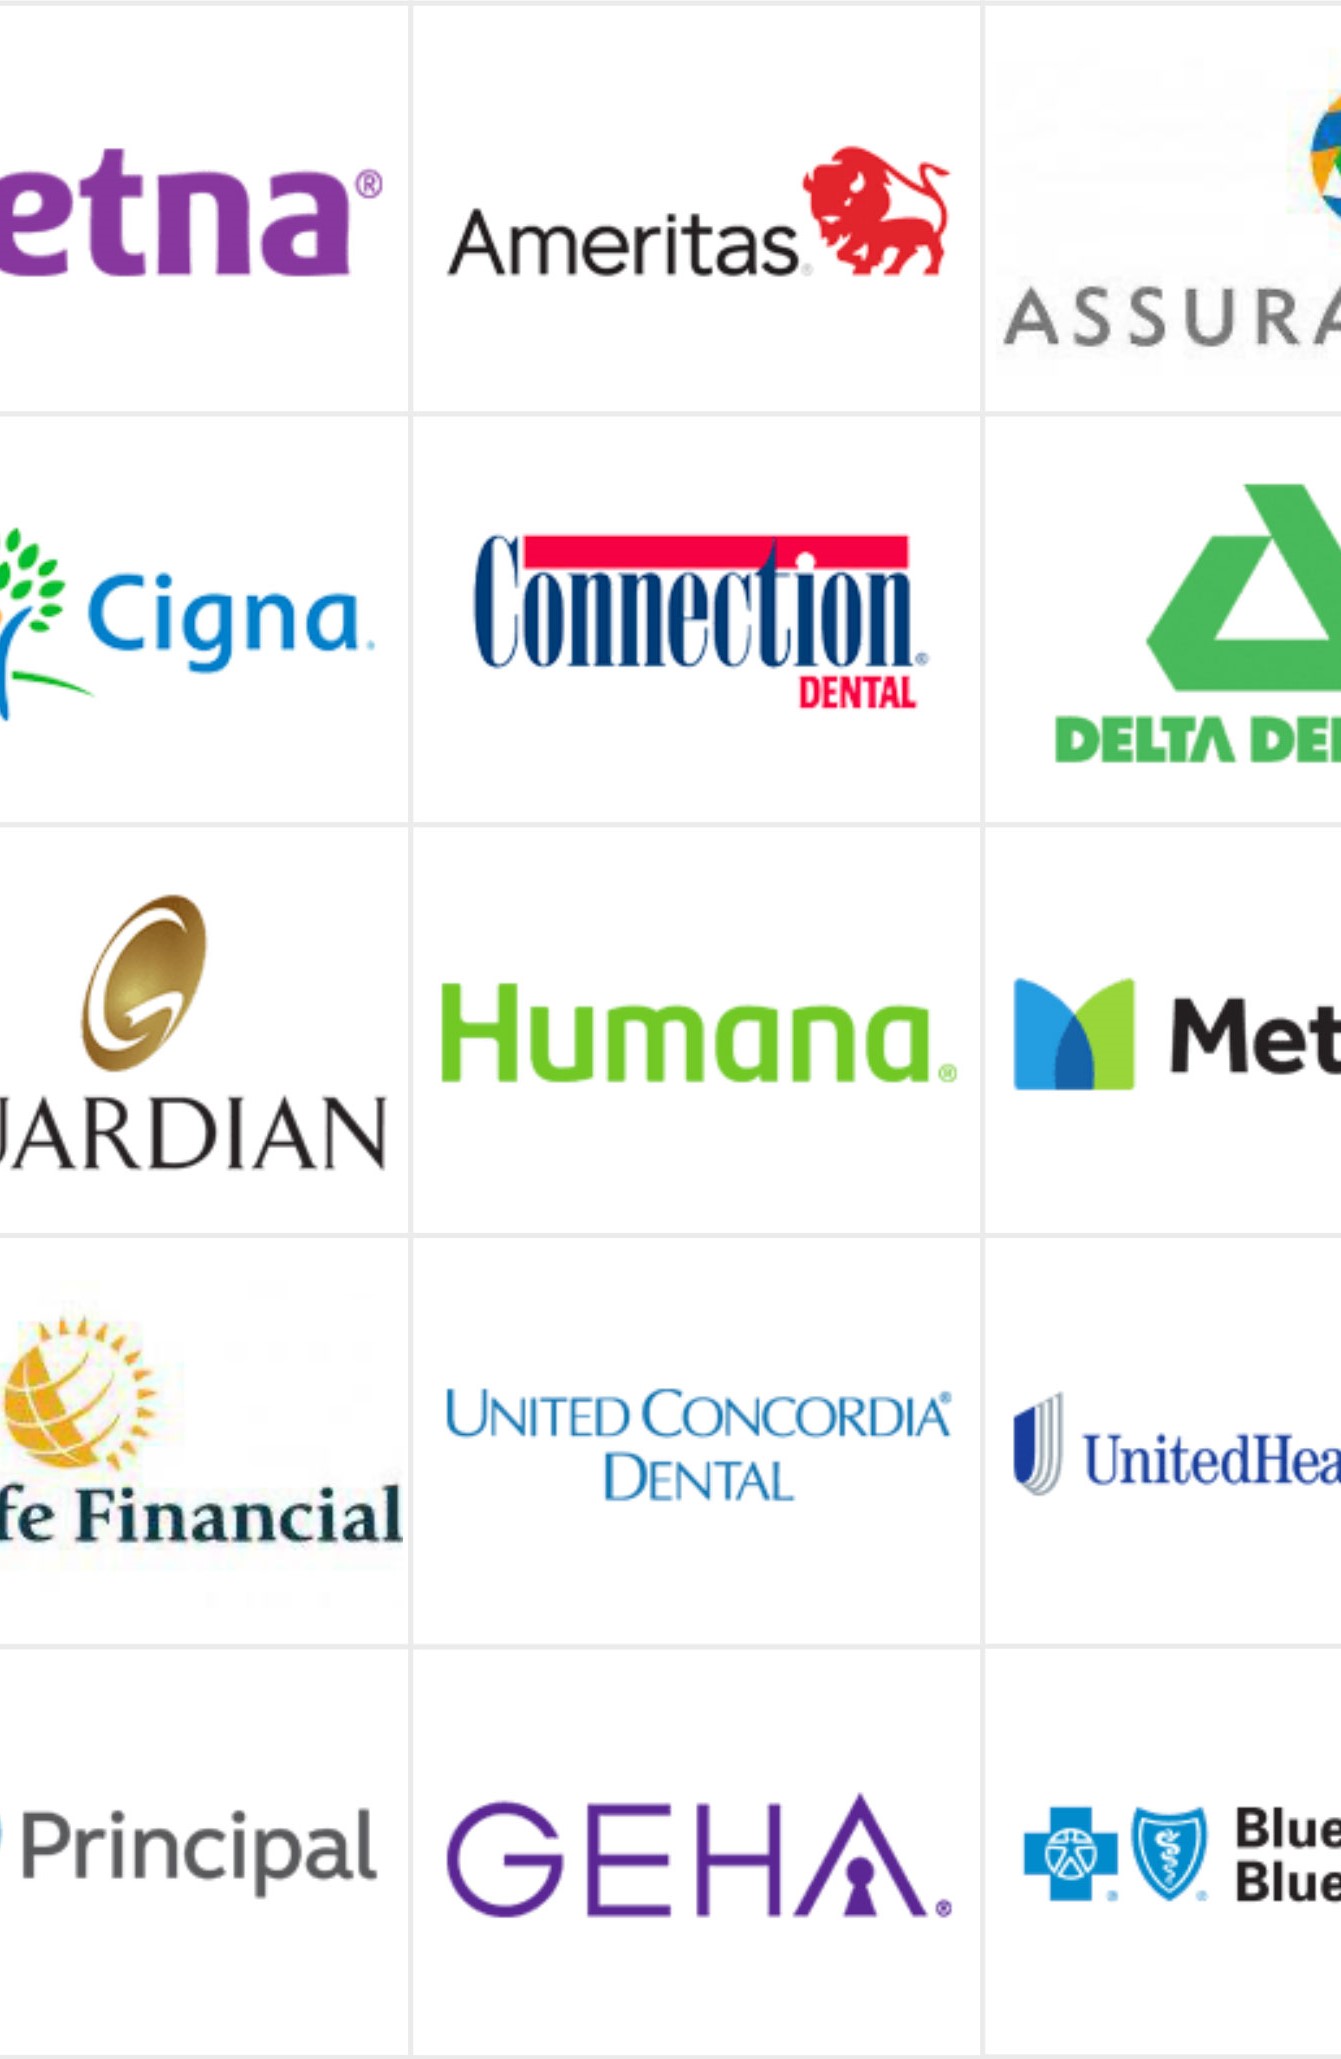 etna®
Ameritas®
ASSURA
Cigna®
Connection®
DENTAL
DELTA DE
GUARDIAN
Humana®
Met
fe Financial
UNITED CONCORDIA®
DENTAL
UnitedHea
Principal
GEHA®
Blue
Blue